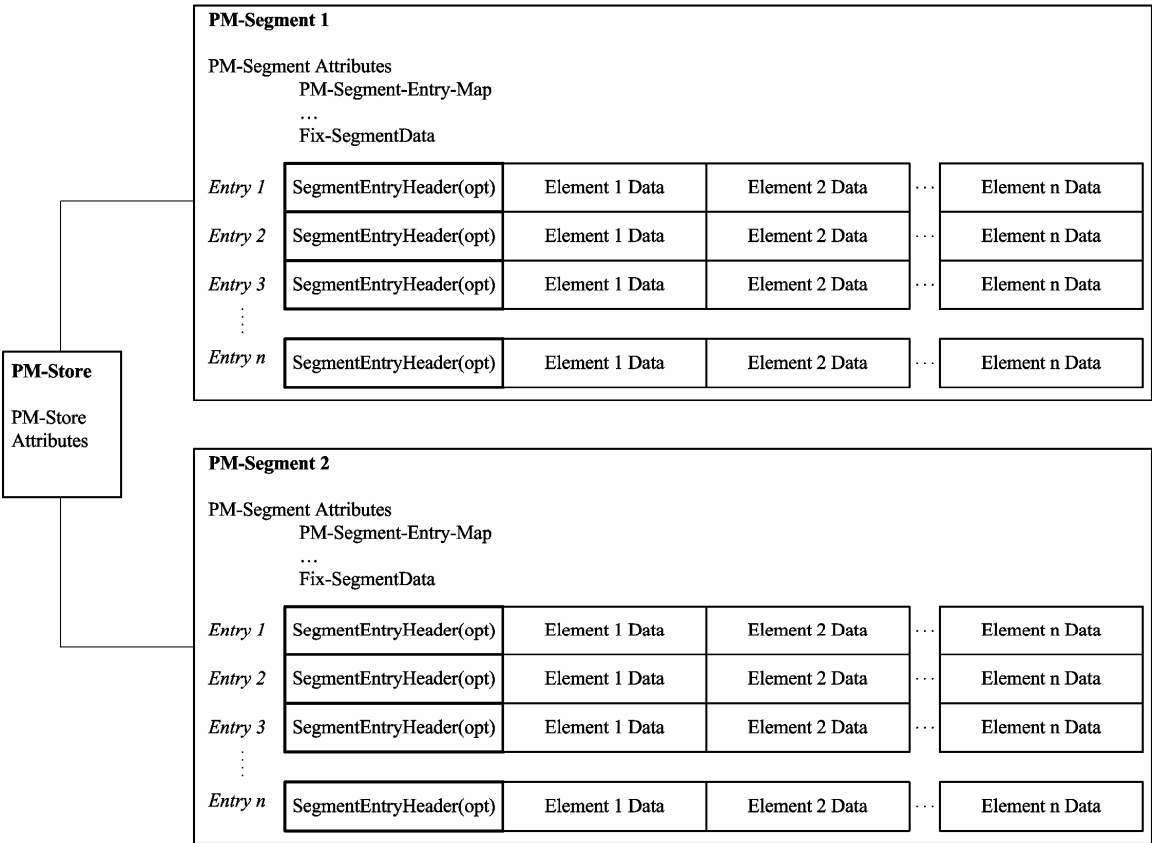 PM-Segment 1
PM-Segment Attributes
PM-Segment-Entry-Map
...
Fix-SegmentData
Entry 1 SegmentEntryHeader(opt) Element 1 Data Element 2 Data ... Element n Data
Entry 2 SegmentEntryHeader(opt) Element 1 Data Element 2 Data ... Element n Data
Entry 3 SegmentEntryHeader(opt) Element 1 Data Element 2 Data ... Element n Data
Entry n SegmentEntryHeader(opt) Element 1 Data Element 2 Data ... Element n Data
PM-Store
PM-Store
Attributes
PM-Segment 2
PM-Segment Attributes
PM-Segment-Entry-Map
...
Fix-SegmentData
Entry 1 SegmentEntryHeader(opt) Element 1 Data Element 2 Data ... Element n Data
Entry 2 SegmentEntryHeader(opt) Element 1 Data Element 2 Data ... Element n Data
Entry 3 SegmentEntryHeader(opt) Element 1 Data Element 2 Data ... Element n Data
Entry n SegmentEntryHeader(opt) Element 1 Data Element 2 Data ... Element n Data